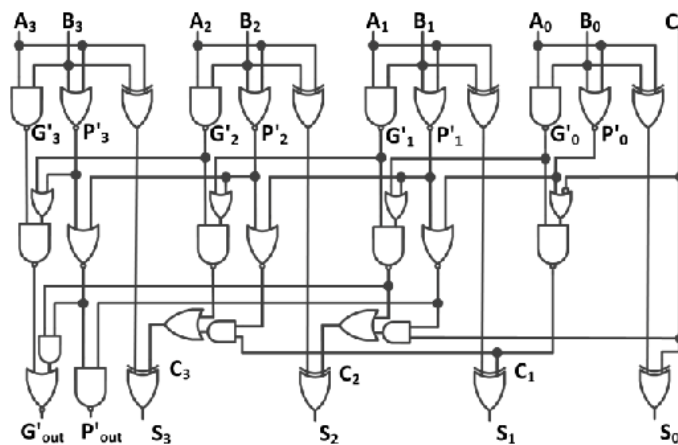 A₃ B₃ A₂ B₂ A₁ B₁ A₀ B₀ C
G'₃ P'₃ G'₂ P'₂ G'₁ P'₁ G'₀ P'₀
C₃ C₂ C₁
G'out P'out S₃ S₂ S₁ S₀